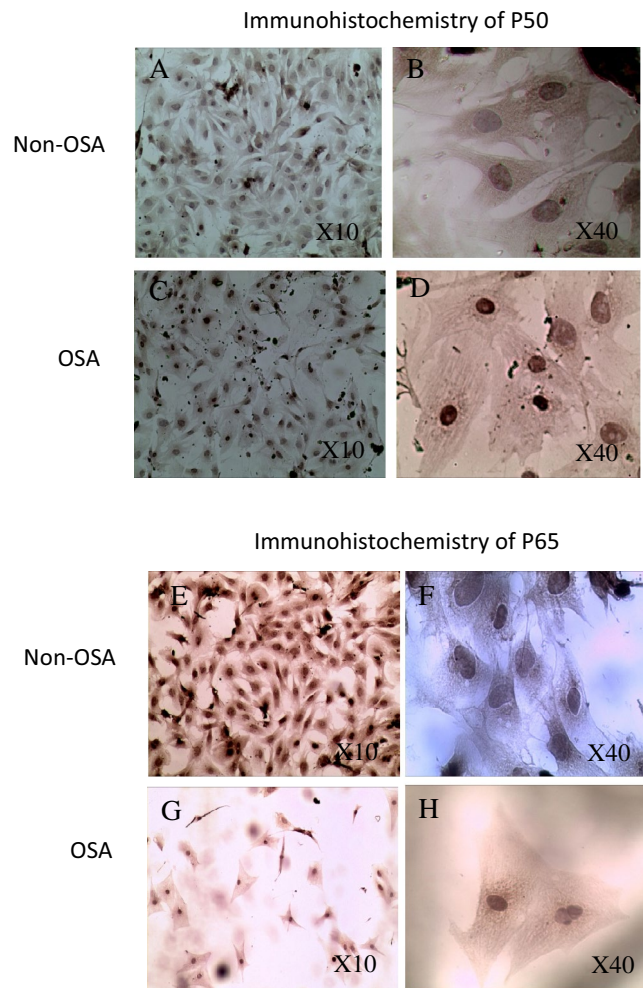 Immunohistochemistry of P50
Non-OSA
A
X10
B
X40
OSA
C
X10
D
X40
Immunohistochemistry of P65
Non-OSA
E
X10
F
X40
OSA
G
X10
H
X40